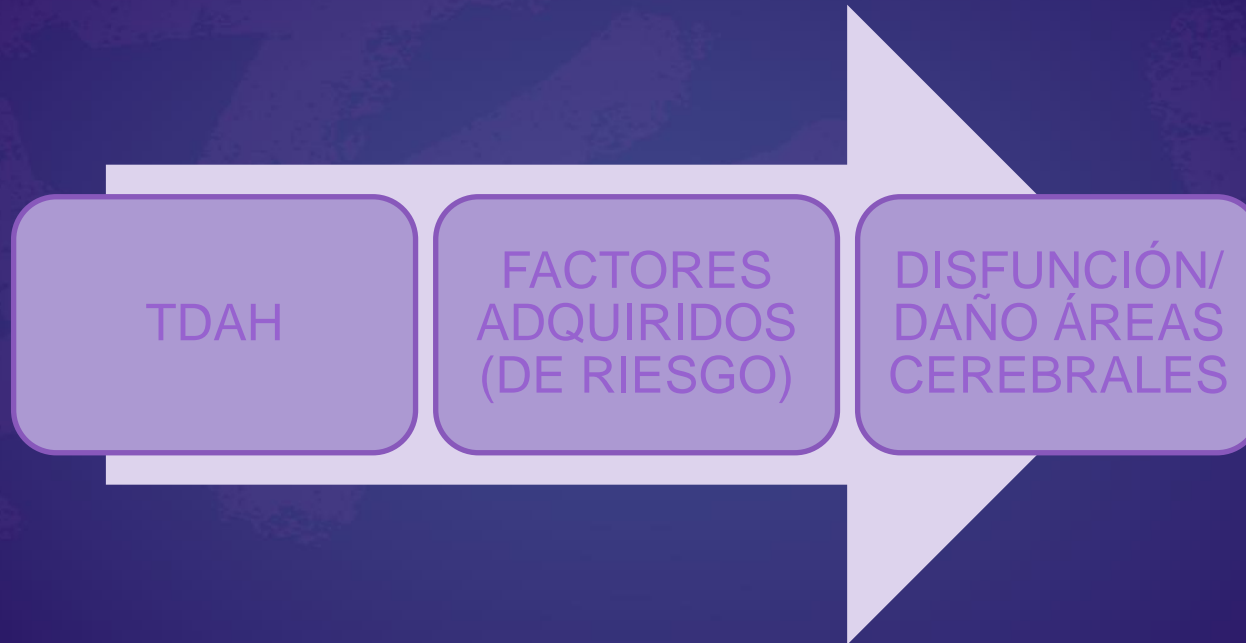 TDAH
FACTORES
ADQUIRIDOS
(DE RIESGO)
DISFUNCIÓN/
DAÑO ÁREAS
CEREBRALES